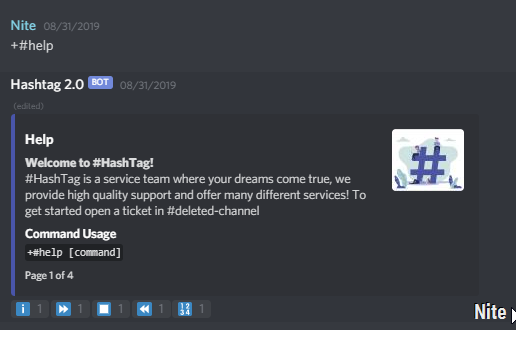 Nite 08/31/2019
+#help
Hashtag 2.0 BOT 08/31/2019
(edited)
Help
Welcome to #HashTag!
#HashTag is a service team where your dreams come true, we
provide high quality support and offer many different services! To
get started open a ticket in #deleted-channel
Command Usage
+#help [command]
Page 1 of 4
1 1 1 1 1234 1
Nite